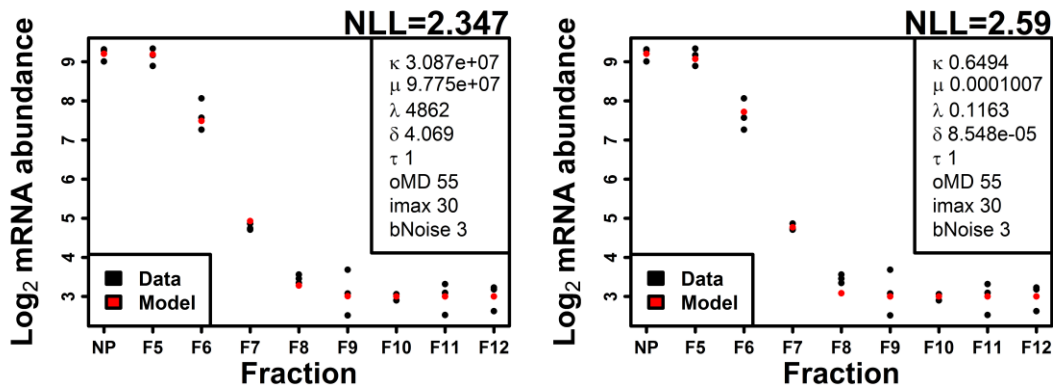 NLL=2.347
κ 3.087e+07
μ 9.775e+07
λ 4862
δ 4.069
τ 1
oMD 55
imax 30
bNoise 3
Data
Model
Log₂ mRNA abundance
9
8
7
6
5
4
3
NP F5 F6 F7 F8 F9 F10 F11 F12
Fraction
NLL=2.59
κ 0.6494
μ 0.0001007
λ 0.1163
δ 8.548e-05
τ 1
oMD 55
imax 30
bNoise 3
Data
Model
Log₂ mRNA abundance
9
8
7
6
5
4
3
NP F5 F6 F7 F8 F9 F10 F11 F12
Fraction